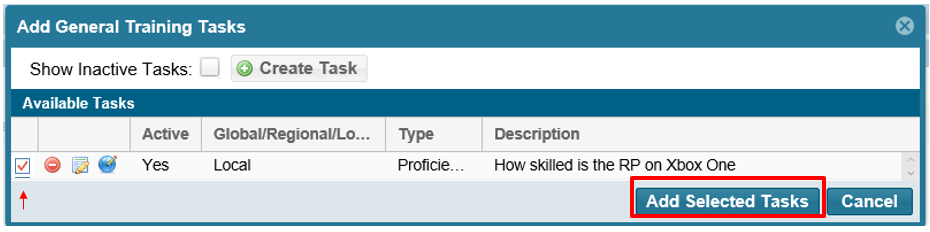 Add General Training Tasks
Show Inactive Tasks: Create Task
Available Tasks
Active Global/Regional/Lo... Type Description
Yes Local Proficie... How skilled is the RP on Xbox One
Add Selected Tasks Cancel